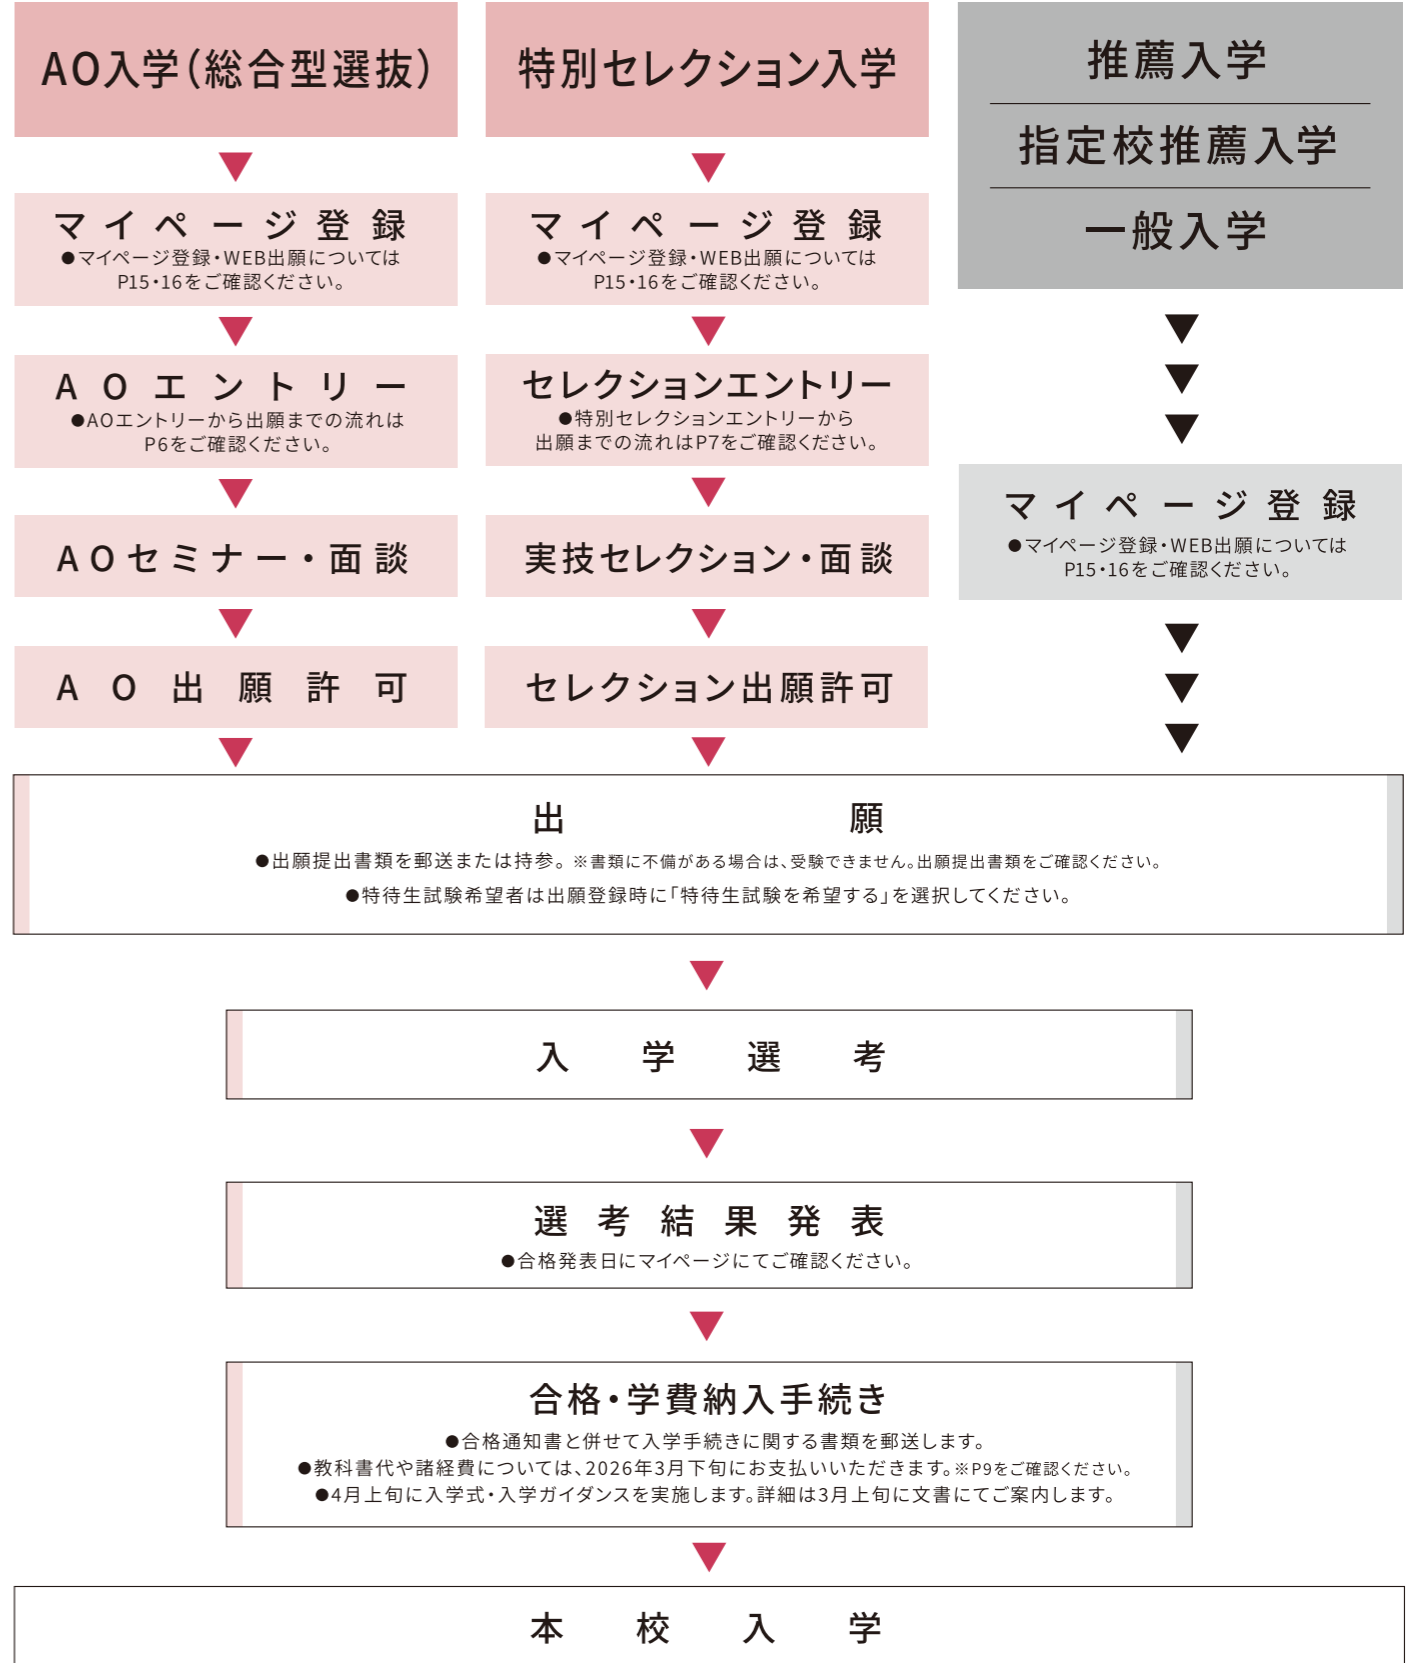 AO入学(総合型選抜)
マイページ登録
●マイページ登録・WEB出願については
P15・16をご確認ください。
AOエントリー
●AOエントリーから出願までの流れは
P6をご確認ください。
AOセミナー・面談
AO出願許可
特別セレクション入学
マイページ登録
●マイページ登録・WEB出願については
P15・16をご確認ください。
セレクションエントリー
●特別セレクションエントリーから
出願までの流れはP7をご確認ください。
実技セレクション・面談
セレクション出願許可
推薦入学
指定校推薦入学
一般入学
マイページ登録
●マイページ登録・WEB出願については
P15・16をご確認ください。
出願
●出願提出書類を郵送または持参。※書類に不備がある場合は、受験できません。出願提出書類をご確認ください。
●特待生試験希望者は出願登録時に「特待生試験を希望する」を選択してください。
入学選考
選考結果発表
●合格発表日にマイページにてご確認ください。
合格・学費納入手続き
●合格通知書と併せて入学手続きに関する書類を郵送します。
●教科書代や諸経費については、2026年3月下旬にお支払いいただきます。※P9をご確認ください。
●4月上旬に入学式・入学ガイダンスを実施します。詳細は3月上旬に文書にてご案内します。
本校入学